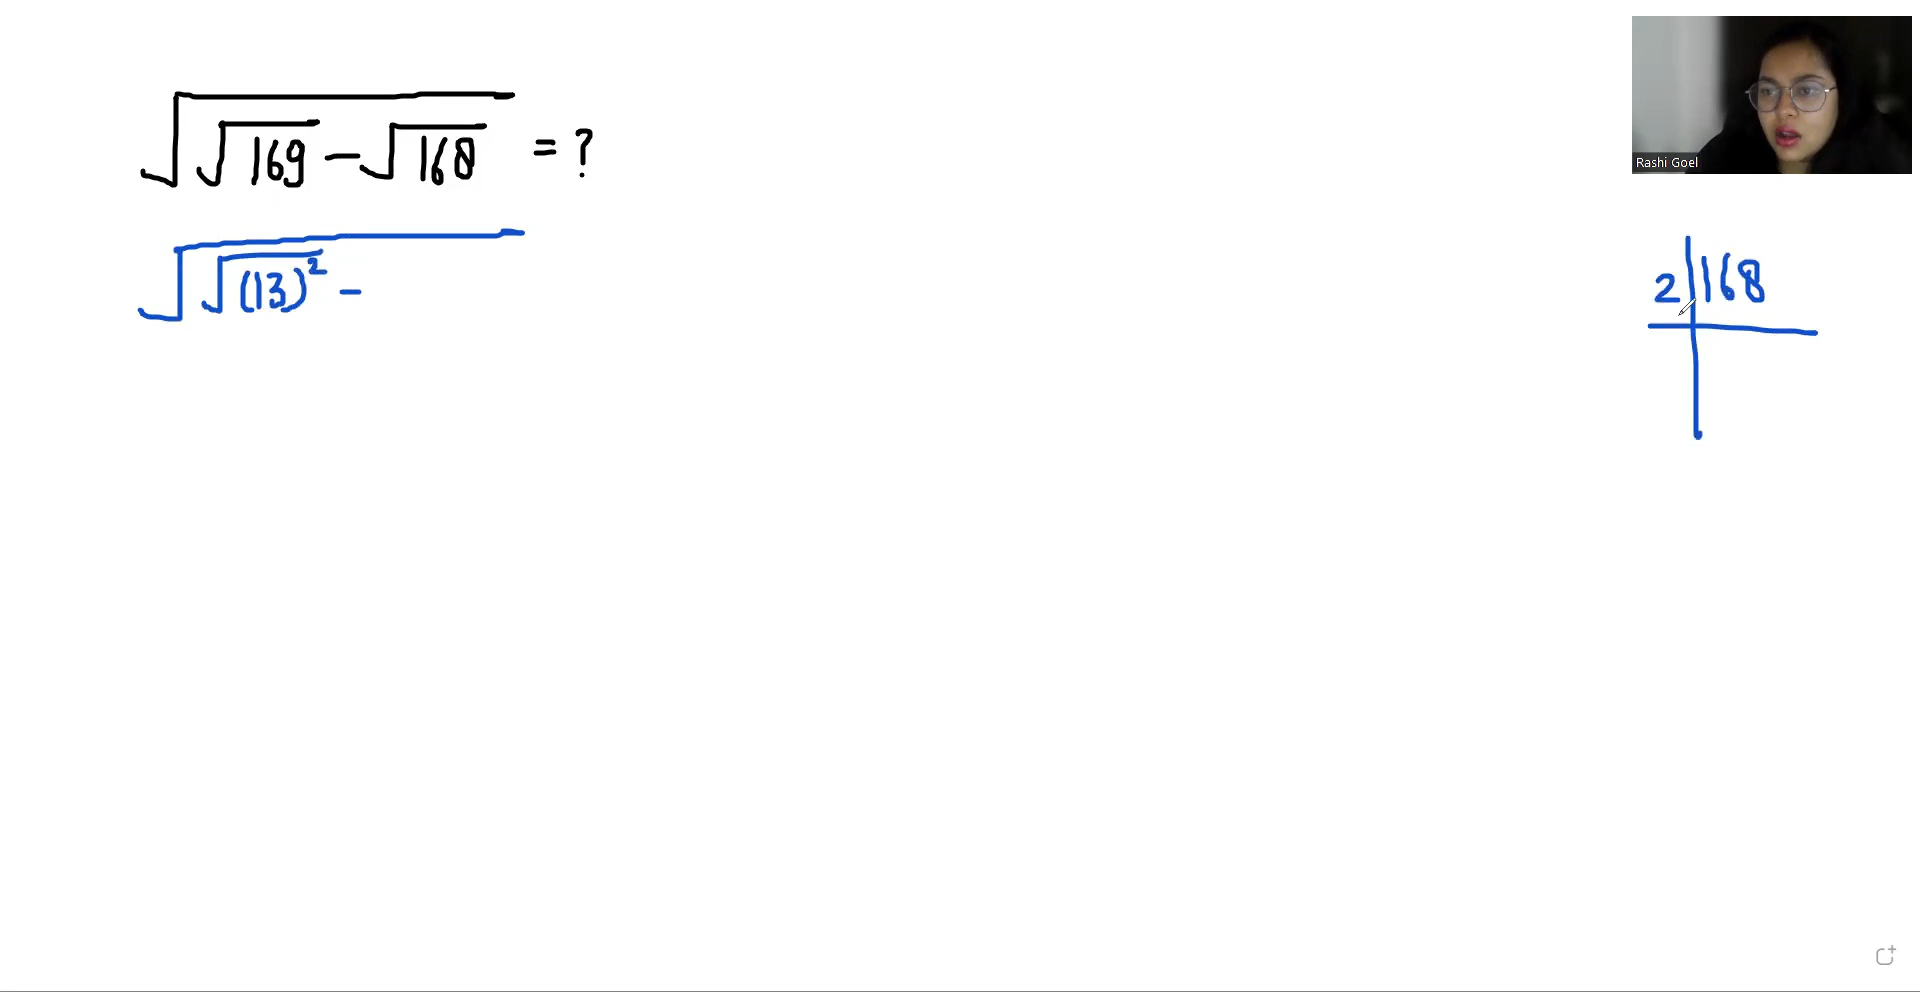 √(√169 − √168) = ?
√(√(13)² −
2 | 168
Rashi Goel